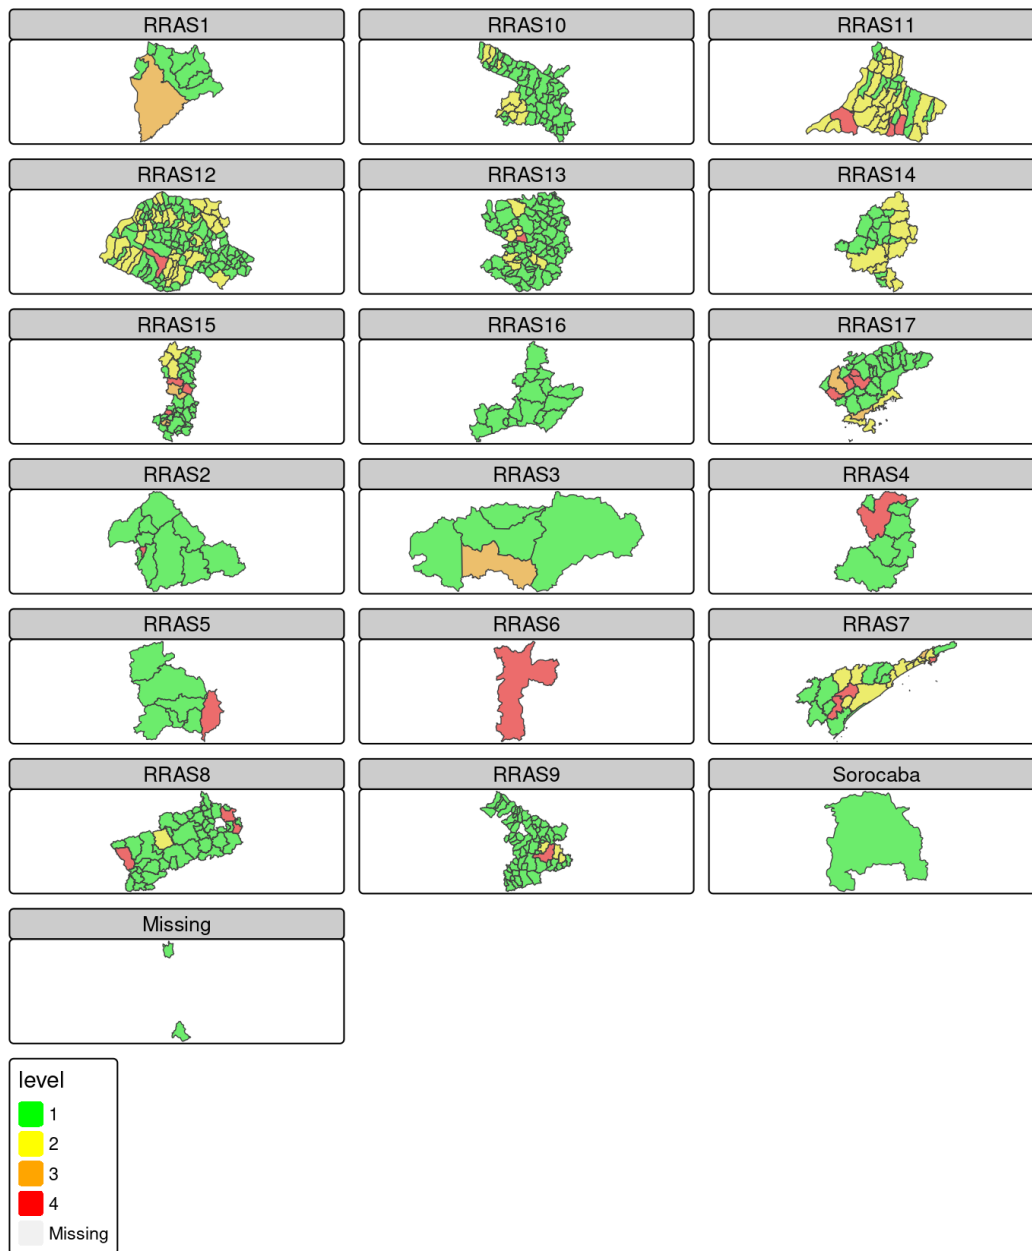 RRAS1
RRAS10
RRAS11
RRAS12
RRAS13
RRAS14
RRAS15
RRAS16
RRAS17
RRAS2
RRAS3
RRAS4
RRAS5
RRAS6
RRAS7
RRAS8
RRAS9
Sorocaba
Missing
level
1
2
3
4
Missing